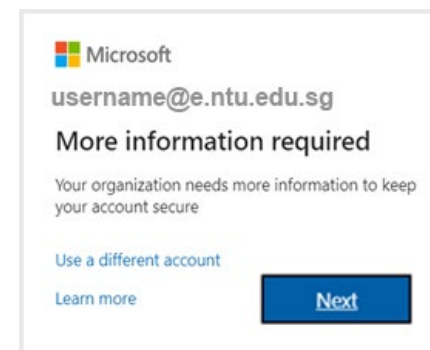 Microsoft
username@e.ntu.edu.sg
More information required
Your organization needs more information to keep
your account secure
Use a different account
Learn more
Next